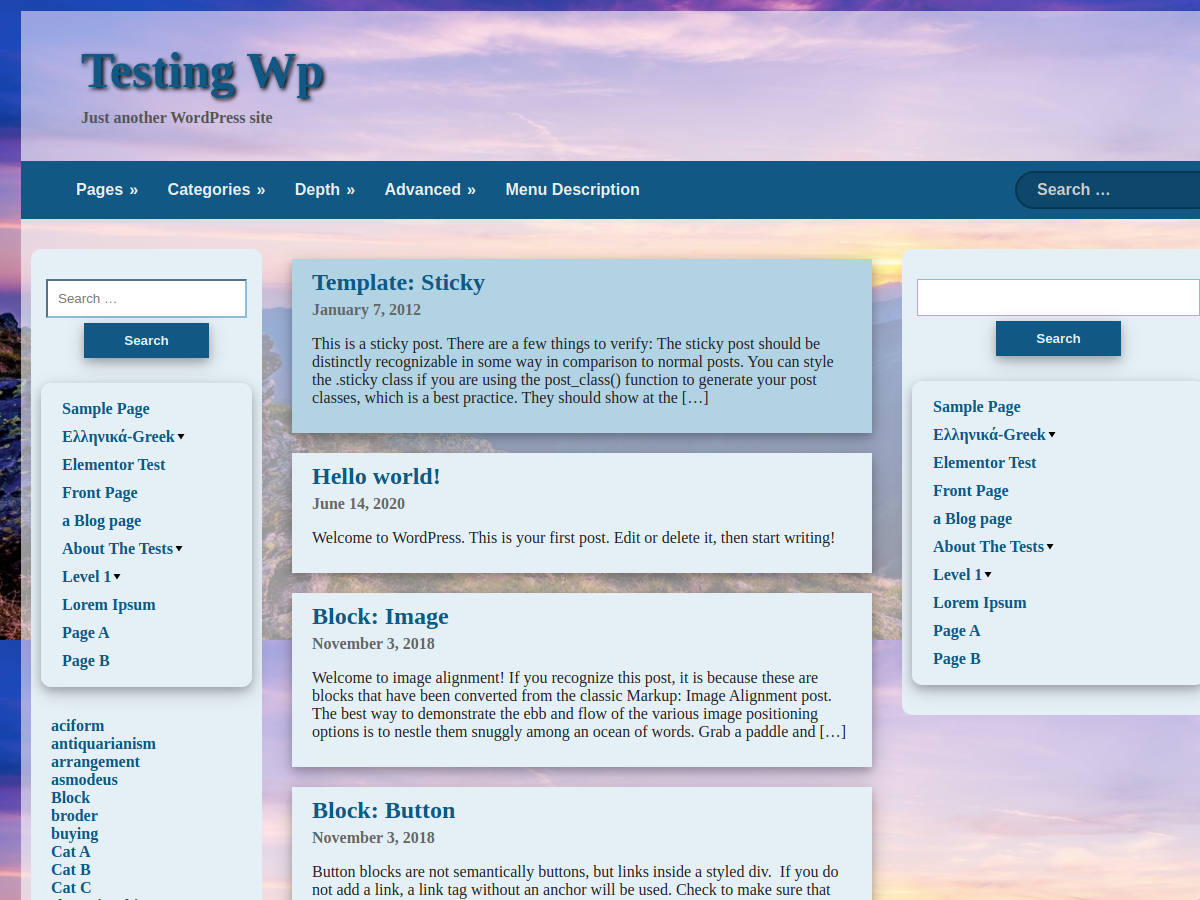 Testing Wp
Just another WordPress site
Pages »
Categories »
Depth »
Advanced »
Menu Description
Search …
Search …
Search
Sample Page
Ελληνικά-Greek
Elementor Test
Front Page
a Blog page
About The Tests
Level 1
Lorem Ipsum
Page A
Page B
aciform
antiquarianism
arrangement
asmodeus
Block
broder
buying
Cat A
Cat B
Cat C
Template: Sticky
January 7, 2012
This is a sticky post. There are a few things to verify: The sticky post should be
distinctly recognizable in some way in comparison to normal posts. You can style
the .sticky class if you are using the post_class() function to generate your post
classes, which is a best practice. They should show at the […]
Hello world!
June 14, 2020
Welcome to WordPress. This is your first post. Edit or delete it, then start writing!
Block: Image
November 3, 2018
Welcome to image alignment! If you recognize this post, it is because these are
blocks that have been converted from the classic Markup: Image Alignment post.
The best way to demonstrate the ebb and flow of the various image positioning
options is to nestle them snuggly among an ocean of words. Grab a paddle and […]
Block: Button
November 3, 2018
Button blocks are not semantically buttons, but links inside a styled div.  If you do
not add a link, a link tag without an anchor will be used. Check to make sure that
Search
Sample Page
Ελληνικά-Greek
Elementor Test
Front Page
a Blog page
About The Tests
Level 1
Lorem Ipsum
Page A
Page B